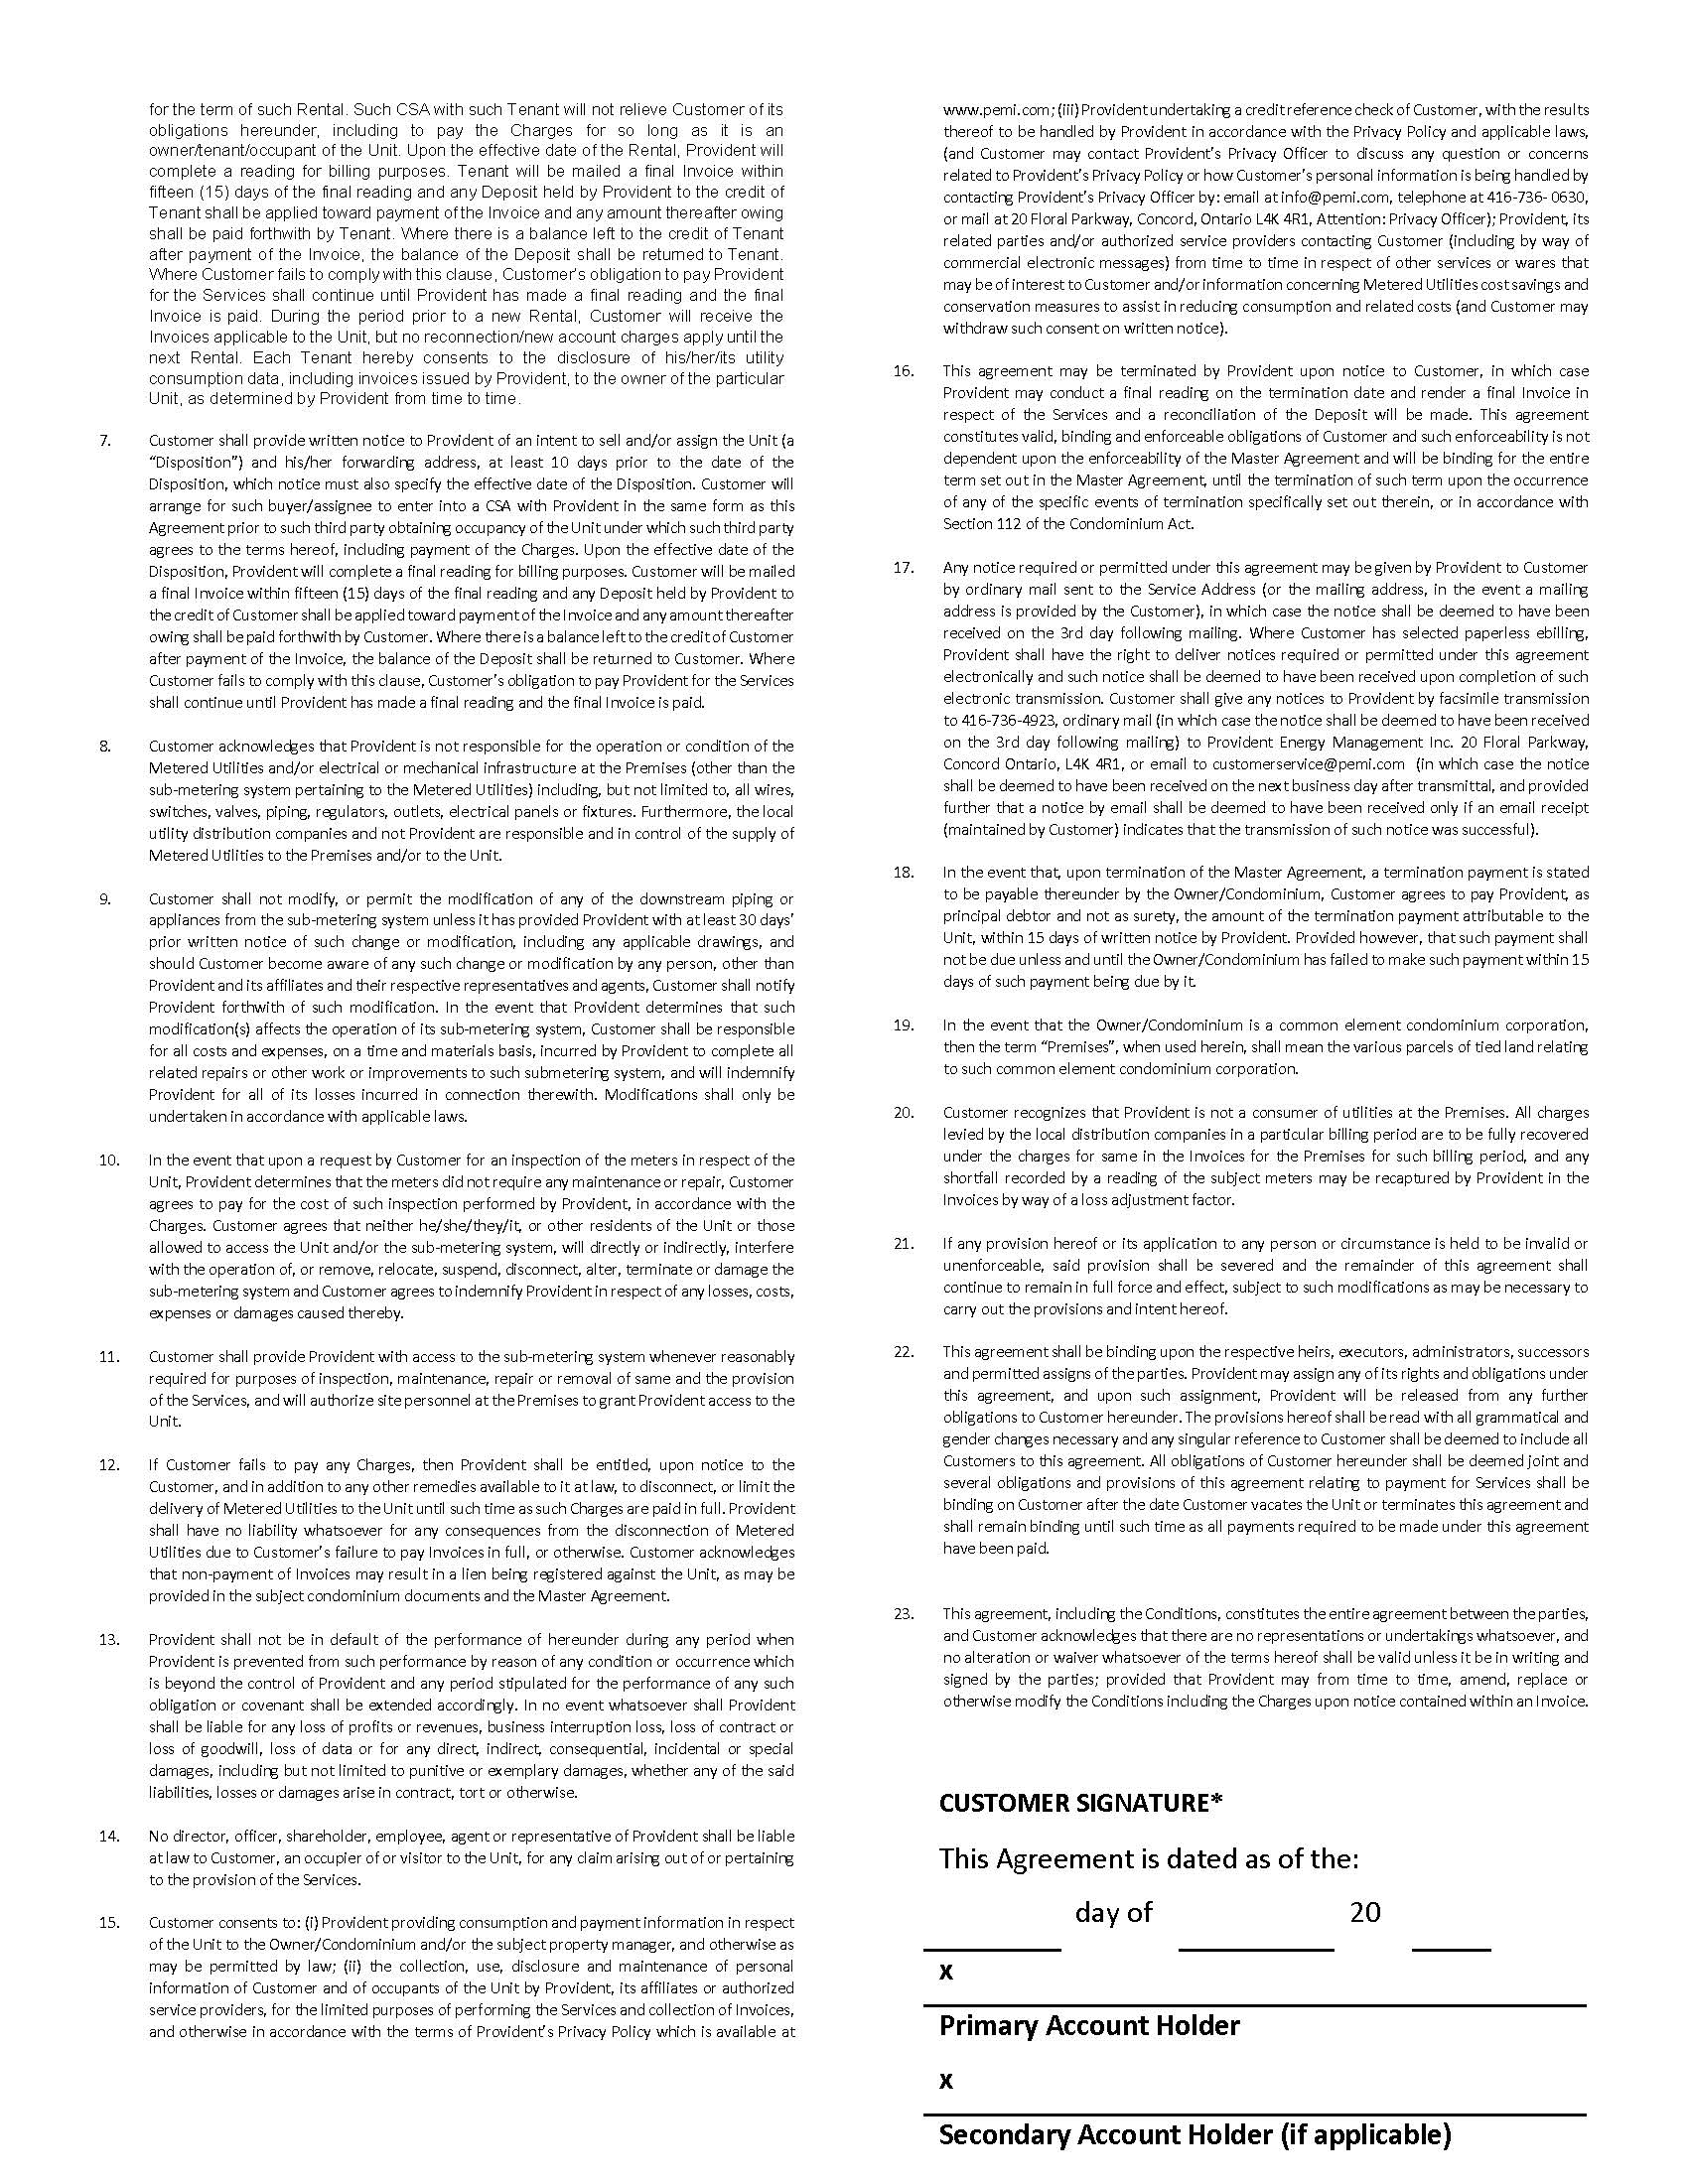 for the term of such Rental. Such CSA with such Tenant will not relieve Customer of its
obligations hereunder, including to pay the Charges for so long as it is an
owner/tenant/occupant of the Unit. Upon the effective date of the Rental, Provident will
complete a reading for billing purposes. Tenant will be mailed a final Invoice within
fifteen (15) days of the final reading and any Deposit held by Provident to the credit of
Tenant shall be applied toward payment of the Invoice and any amount thereafter owing
shall be paid forthwith by Tenant. Where there is a balance left to the credit of Tenant
after payment of the Invoice, the balance of the Deposit shall be returned to Tenant.
Where Customer fails to comply with this clause, Customer's obligation to pay Provident
for the Services shall continue until Provident has made a final reading and the final
Invoice is paid. During the period prior to a new Rental, Customer will receive the
Invoices applicable to the Unit, but no reconnection/new account charges apply until the
next Rental. Each Tenant hereby consents to the disclosure of his/her/its utility
consumption data, including invoices issued by Provident, to the owner of the particular
Unit, as determined by Provident from time to time.
7. Customer shall provide written notice to Provident of an intent to sell and/or assign the Unit (a
“Disposition”) and his/her forwarding address, at least 10 days prior to the date of the
Disposition, which notice must also specify the effective date of the Disposition. Customer will
arrange for such buyer/assignee to enter into a CSA with Provident in the same form as this
Agreement prior to such third party obtaining occupancy of the Unit under which such third party
agrees to the terms hereof, including payment of the Charges. Upon the effective date of the
Disposition, Provident will complete a final reading for billing purposes. Customer will be mailed
a final Invoice within fifteen (15) days of the final reading and any Deposit held by Provident to
the credit of Customer shall be applied toward payment of the Invoice and any amount thereafter
owing shall be paid forthwith by Customer. Where there is a balance left to the credit of Customer
after payment of the Invoice, the balance of the Deposit shall be returned to Customer. Where
Customer fails to comply with this clause, Customer’s obligation to pay Provident for the Services
shall continue until Provident has made a final reading and the final Invoice is paid.
8. Customer acknowledges that Provident is not responsible for the operation or condition of the
Metered Utilities and/or electrical or mechanical infrastructure at the Premises (other than the
sub-metering system pertaining to the Metered Utilities) including, but not limited to, all wires,
switches, valves, piping, regulators, outlets, electrical panels or fixtures. Furthermore, the local
utility distribution companies and not Provident are responsible and in control of the supply of
Metered Utilities to the Premises and/or to the Unit.
9. Customer shall not modify, or permit the modification of any of the downstream piping or
appliances from the sub-metering system unless it has provided Provident with at least 30 days’
prior written notice of such change or modification, including any applicable drawings, and
should Customer become aware of any such change or modification by any person, other than
Provident and its affiliates and their respective representatives and agents, Customer shall notify
Provident forthwith of such modification. In the event that Provident determines that such
modification(s) affects the operation of its sub-metering system, Customer shall be responsible
for all costs and expenses, on a time and materials basis, incurred by Provident to complete all
related repairs or other work or improvements to such submetering system, and will indemnify
Provident for all of its losses incurred in connection therewith. Modifications shall only be
undertaken in accordance with applicable laws.
10. In the event that upon a request by Customer for an inspection of the meters in respect of the
Unit, Provident determines that the meters did not require any maintenance or repair, Customer
agrees to pay for the cost of such inspection performed by Provident, in accordance with the
Charges. Customer agrees that neither he/she/they/it, or other residents of the Unit or those
allowed to access the Unit and/or the sub-metering system, will directly or indirectly, interfere
with the operation of, or remove, relocate, suspend, disconnect, alter, terminate or damage the
sub-metering system and Customer agrees to indemnify Provident in respect of any losses, costs,
expenses or damages caused thereby.
11. Customer shall provide Provident with access to the sub-metering system whenever reasonably
required for purposes of inspection, maintenance, repair or removal of same and the provision
of the Services, and will authorize site personnel at the Premises to grant Provident access to the
Unit.
12. If Customer fails to pay any Charges, then Provident shall be entitled, upon notice to the
Customer, and in addition to any other remedies available to it at law, to disconnect, or limit the
delivery of Metered Utilities to the Unit until such time as such Charges are paid in full. Provident
shall have no liability whatsoever for any consequences from the disconnection of Metered
Utilities due to Customer’s failure to pay Invoices in full, or otherwise. Customer acknowledges
that non-payment of Invoices may result in a lien being registered against the Unit, as may be
provided in the subject condominium documents and the Master Agreement.
13. Provident shall not be in default of the performance of hereunder during any period when
Provident is prevented from such performance by reason of any condition or occurrence which
is beyond the control of Provident and any period stipulated for the performance of any such
obligation or covenant shall be extended accordingly. In no event whatsoever shall Provident
shall be liable for any loss of profits or revenues, business interruption loss, loss of contract or
loss of goodwill, loss of data or for any direct, indirect, consequential, incidental or special
damages, including but not limited to punitive or exemplary damages, whether any of the said
liabilities, losses or damages arise in contract, tort or otherwise.
14. No director, officer, shareholder, employee, agent or representative of Provident shall be liable
at law to Customer, an occupier of or visitor to the Unit, for any claim arising out of or pertaining
to the provision of the Services.
15. Customer consents to: (i) Provident providing consumption and payment information in respect
of the Unit to the Owner/Condominium and/or the subject property manager, and otherwise as
may be permitted by law; (ii) the collection, use, disclosure and maintenance of personal
information of Customer and of occupants of the Unit by Provident, its affiliates or authorized
service providers, for the limited purposes of performing the Services and collection of Invoices,
and otherwise in accordance with the terms of Provident’s Privacy Policy which is available at
www.pemi.com; (iii) Provident undertaking a credit reference check of Customer, with the results
thereof to be handled by Provident in accordance with the Privacy Policy and applicable laws,
(and Customer may contact Provident’s Privacy Officer to discuss any question or concerns
related to Provident’s Privacy Policy or how Customer’s personal information is being handled by
contacting Provident’s Privacy Officer by: email at info@pemi.com, telephone at 416-736- 0630,
or mail at 20 Floral Parkway, Concord, Ontario L4K 4R1, Attention: Privacy Officer); Provident, its
related parties and/or authorized service providers contacting Customer (including by way of
commercial electronic messages) from time to time in respect of other services or wares that
may be of interest to Customer and/or information concerning Metered Utilities cost savings and
conservation measures to assist in reducing consumption and related costs (and Customer may
withdraw such consent on written notice).
16. This agreement may be terminated by Provident upon notice to Customer, in which case
Provident may conduct a final reading on the termination date and render a final Invoice in
respect of the Services and a reconciliation of the Deposit will be made. This agreement
constitutes valid, binding and enforceable obligations of Customer and such enforceability is not
dependent upon the enforceability of the Master Agreement and will be binding for the entire
term set out in the Master Agreement, until the termination of such term upon the occurrence
of any of the specific events of termination specifically set out therein, or in accordance with
Section 112 of the Condominium Act.
17. Any notice required or permitted under this agreement may be given by Provident to Customer
by ordinary mail sent to the Service Address (or the mailing address, in the event a mailing
address is provided by the Customer), in which case the notice shall be deemed to have been
received on the 3rd day following mailing. Where Customer has selected paperless ebilling,
Provident shall have the right to deliver notices required or permitted under this agreement
electronically and such notice shall be deemed to have been received upon completion of such
electronic transmission. Customer shall give any notices to Provident by facsimile transmission
to 416-736-4923, ordinary mail (in which case the notice shall be deemed to have been received
on the 3rd day following mailing) to Provident Energy Management Inc. 20 Floral Parkway,
Concord Ontario, L4K 4R1, or email to customerservice@pemi.com (in which case the notice
shall be deemed to have been received on the next business day after transmittal, and provided
further that a notice by email shall be deemed to have been received only if an email receipt
(maintained by Customer) indicates that the transmission of such notice was successful).
18. In the event that, upon termination of the Master Agreement, a termination payment is stated
to be payable thereunder by the Owner/Condominium, Customer agrees to pay Provident, as
principal debtor and not as surety, the amount of the termination payment attributable to the
Unit, within 15 days of written notice by Provident. Provided however, that such payment shall
not be due unless and until the Owner/Condominium has failed to make such payment within 15
days of such payment being due by it.
19. In the event that the Owner/Condominium is a common element condominium corporation,
then the term “Premises”, when used herein, shall mean the various parcels of tied land relating
to such common element condominium corporation.
20. Customer recognizes that Provident is not a consumer of utilities at the Premises. All charges
levied by the local distribution companies in a particular billing period are to be fully recovered
under the charges for same in the Invoices for the Premises for such billing period, and any
shortfall recorded by a reading of the subject meters may be recaptured by Provident in the
Invoices by way of a loss adjustment factor.
21. If any provision hereof or its application to any person or circumstance is held to be invalid or
unenforceable, said provision shall be severed and the remainder of this agreement shall
continue to remain in full force and effect, subject to such modifications as may be necessary to
carry out the provisions and intent hereof.
22. This agreement shall be binding upon the respective heirs, executors, administrators, successors
and permitted assigns of the parties. Provident may assign any of its rights and obligations under
this agreement, and upon such assignment, Provident will be released from any further
obligations to Customer hereunder. The provisions hereof shall be read with all grammatical and
gender changes necessary and any singular reference to Customer shall be deemed to include all
Customers to this agreement. All obligations of Customer hereunder shall be deemed joint and
several obligations and provisions of this agreement relating to payment for Services shall be
binding on Customer after the date Customer vacates the Unit or terminates this agreement and
shall remain binding until such time as all payments required to be made under this agreement
have been paid.
23. This agreement, including the Conditions, constitutes the entire agreement between the parties,
and Customer acknowledges that there are no representations or undertakings whatsoever, and
no alteration or waiver whatsoever of the terms hereof shall be valid unless it be in writing and
signed by the parties; provided that Provident may from time to time, amend, replace or
otherwise modify the Conditions including the Charges upon notice contained within an Invoice.
CUSTOMER SIGNATURE*
This Agreement is dated as of the:
day of 20
x
Primary Account Holder
x
Secondary Account Holder (if applicable)